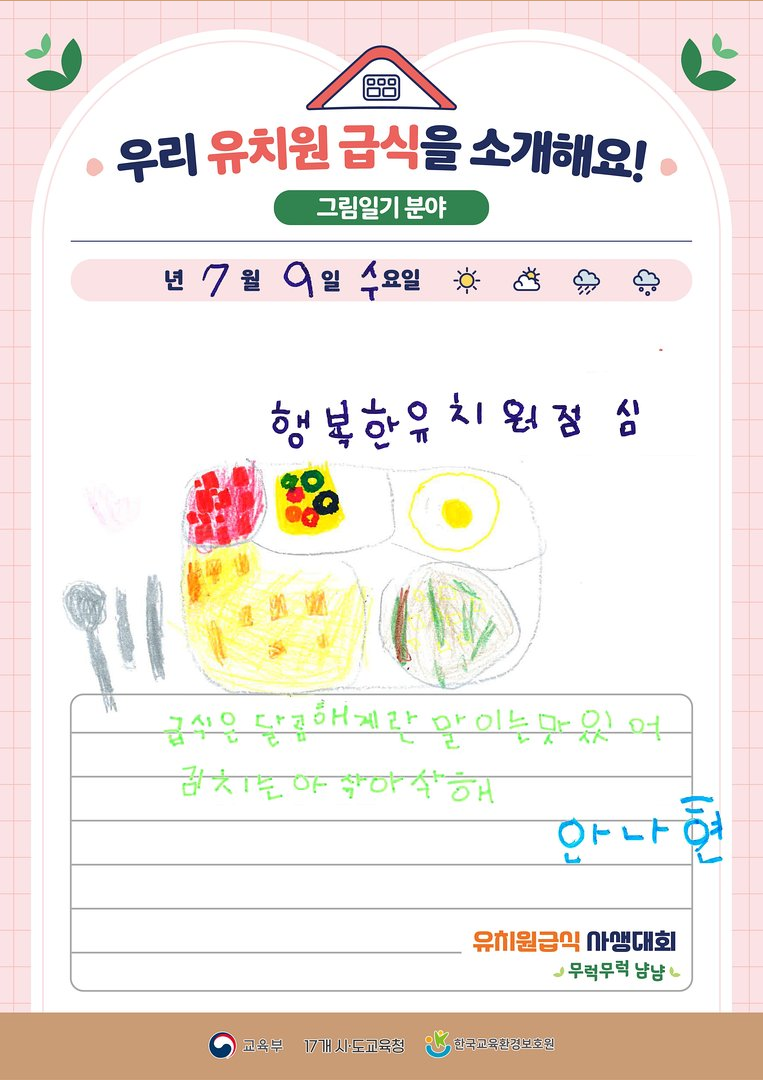 우리 유치원 급식을 소개해요!
그림일기 분야
년 7월 9일 수요일
행복한유치원점심
급식은 달콤해계란 말이는맛있어
김치는아 삭아삭해
안나현
유치원급식 사생대회
무럭무럭 냠냠
교육부 17개 시·도교육청 한국교육환경보호원